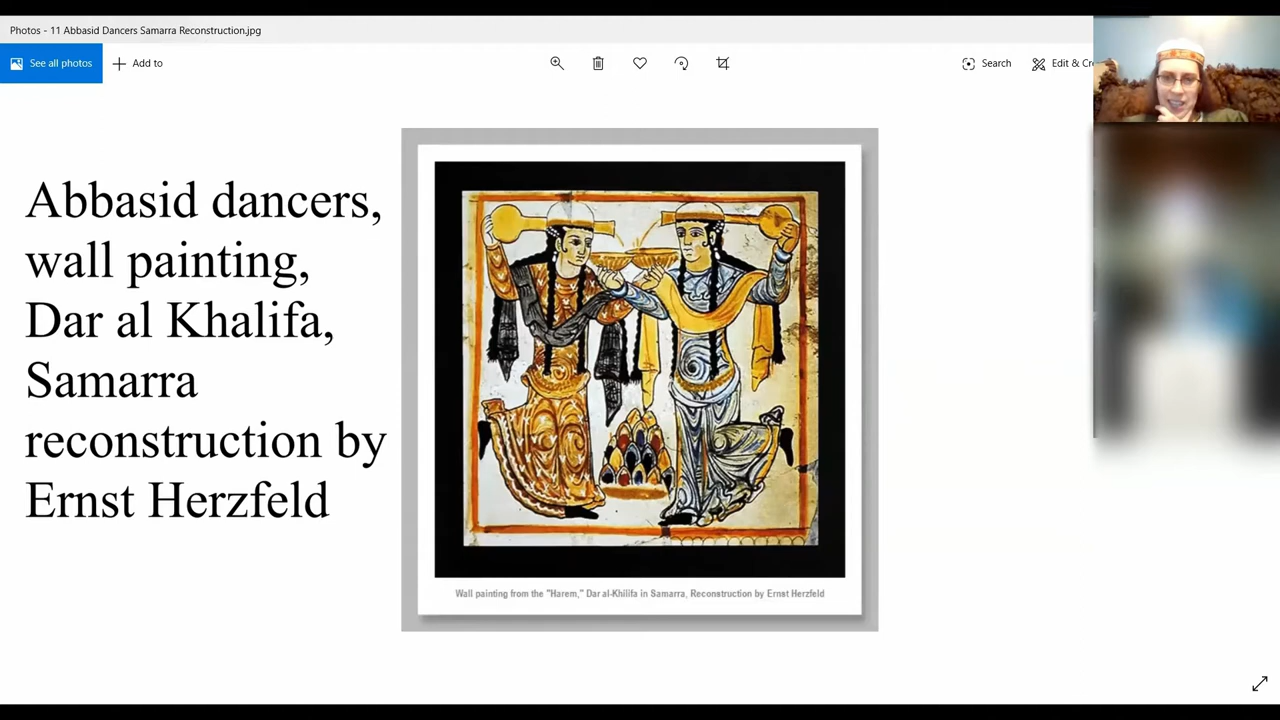 Photos - 11 Abbasid Dancers Samarra Reconstruction.jpg
See all photos
Add to
Search
Edit & Cr
Abbasid dancers,
wall painting,
Dar al Khalifa,
Samarra
reconstruction by
Ernst Herzfeld
Wall painting from the "Harem," Dar al-Khilifa in Samarra, Reconstruction by Ernst Herzfeld